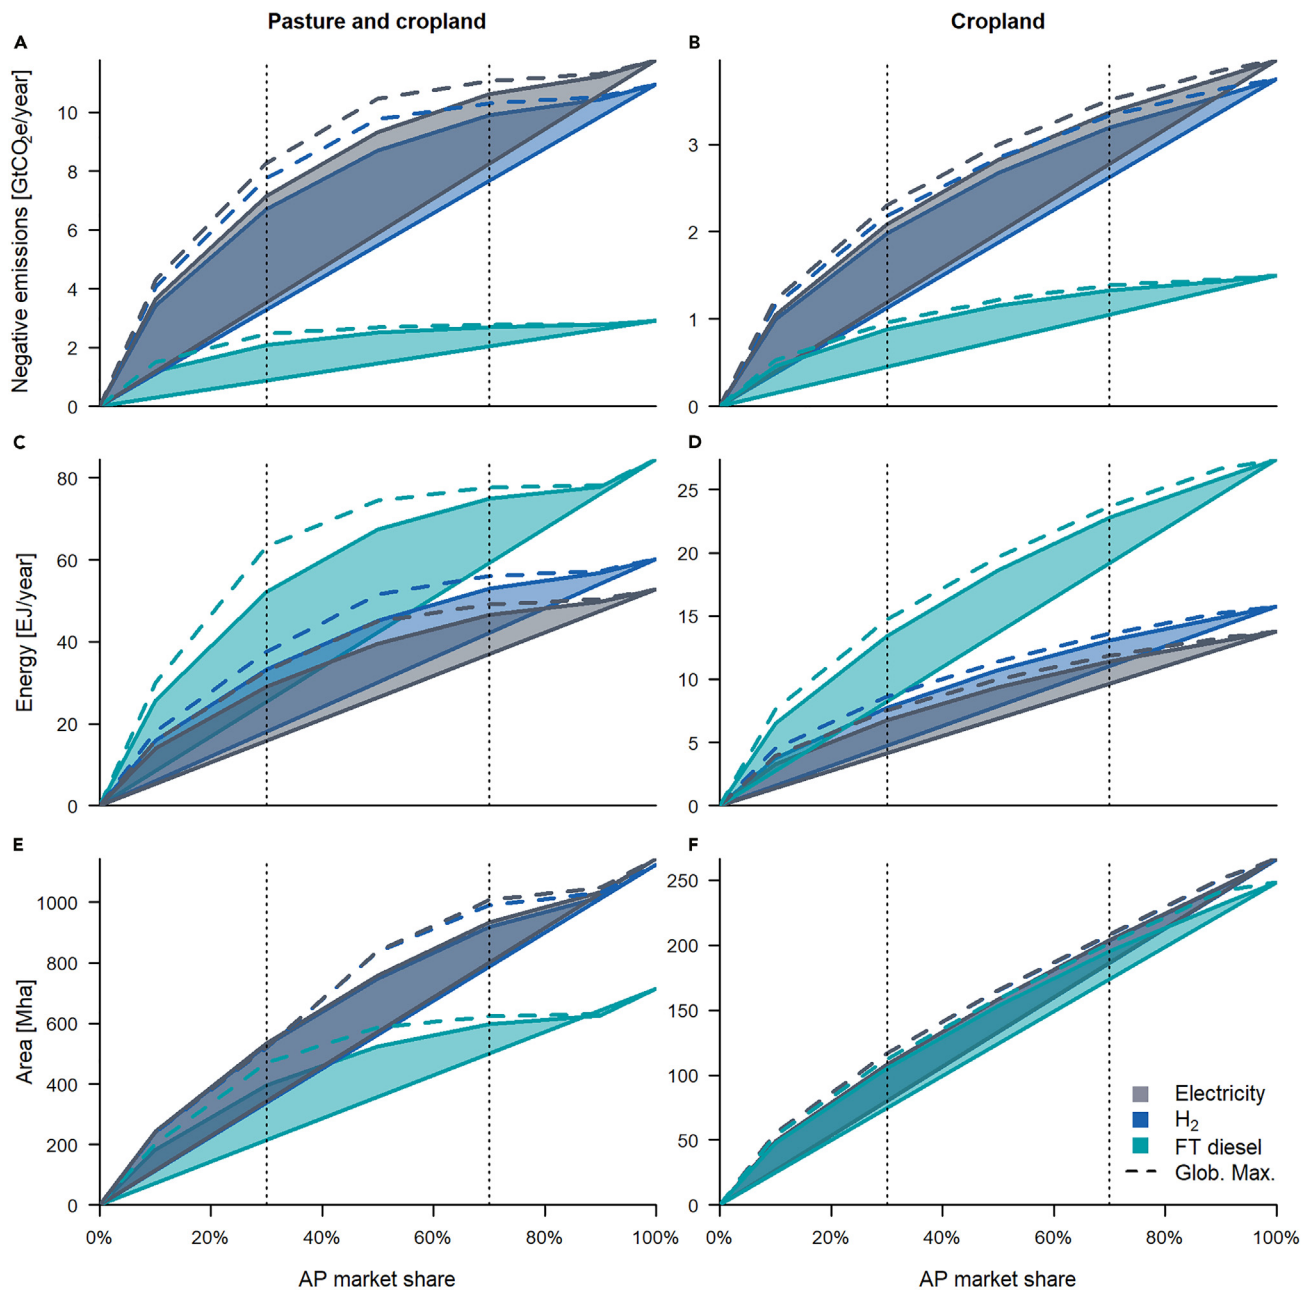 Pasture and cropland
Cropland
A
B
Negative emissions [GtCO2e/year]
10
8
6
4
2
0
3
2
1
0
C
D
Energy [EJ/year]
80
60
40
20
0
25
20
15
10
5
0
E
F
Area [Mha]
1000
800
600
400
200
0
250
200
150
100
50
0
Electricity
H2
FT diesel
Glob. Max.
0% 20% 40% 60% 80% 100%
0% 20% 40% 60% 80% 100%
AP market share
AP market share